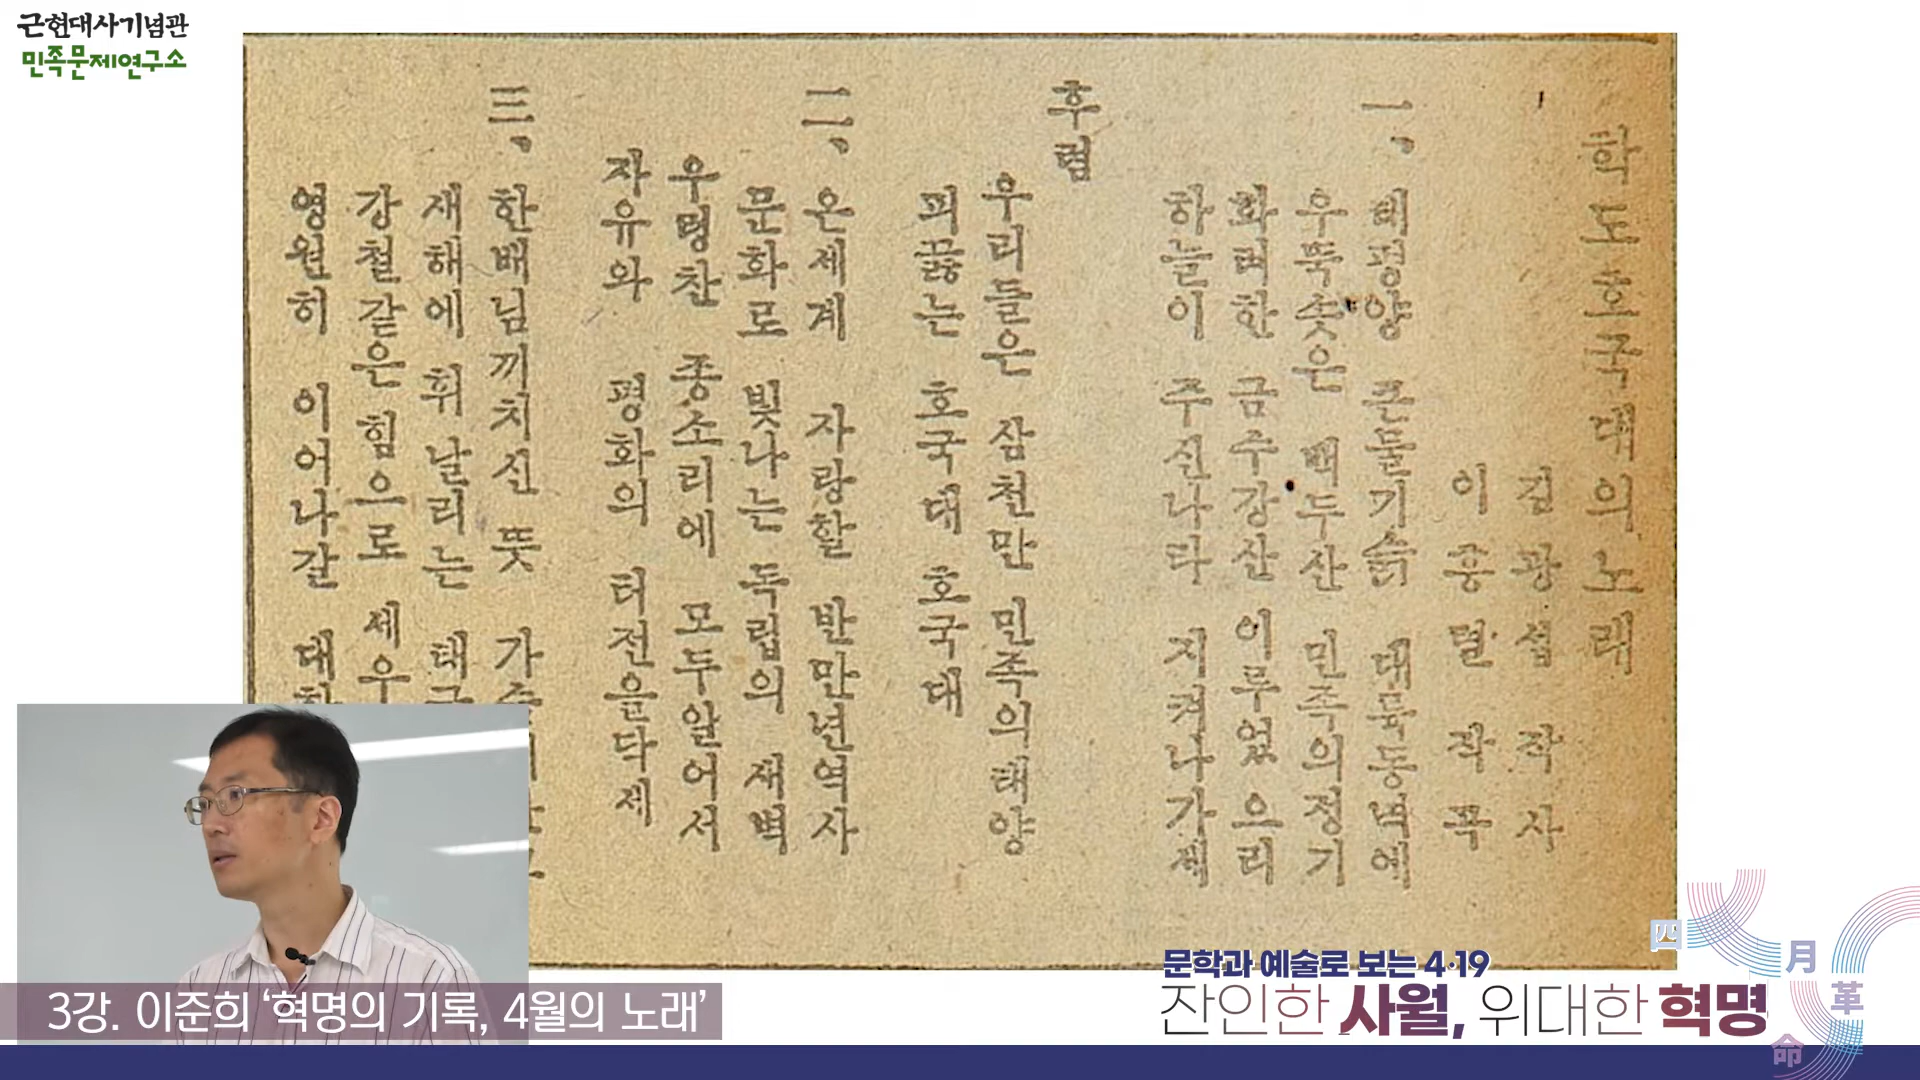 근현대사기념관
민족문제연구소
학도호국대의노래
김광섭 작사
이흥렬 작곡
一、
태평양 큰물기슭 대륙동벽에
우뚝솟은 백두산 민족의정기
화려한 금수강산 이루었으리
하늘이 주신나라 지켜나가세
후렴
우리들은 삼천만 민족의태양
피끓는 호국대 호국대
二、
온세계 자랑할 반만년역사
문화로 빛나는 독립의 새벽
우렁찬 종소리에 모두알어서
자유와 평화의 터전을닥세
三、
한배님끼치신 뜻
새해에 휘날리는
강철같은 힘으로 세우
영원히 이어나갈
3강. 이준희 ‘혁명의 기록, 4월의 노래’
문학과 예술로 보는 4·19
잔인한 사월, 위대한 혁명
四月革命